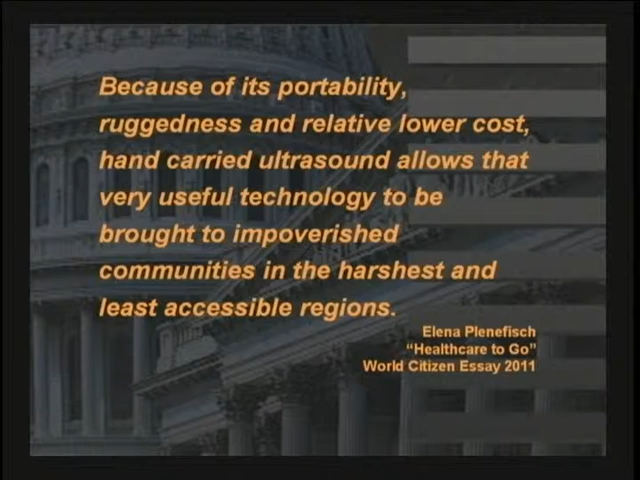 Because of its portability,
ruggedness and relative lower cost,
hand carried ultrasound allows that
very useful technology to be
brought to impoverished
communities in the harshest and
least accessible regions.
Elena Plenefisch
“Healthcare to Go”
World Citizen Essay 2011